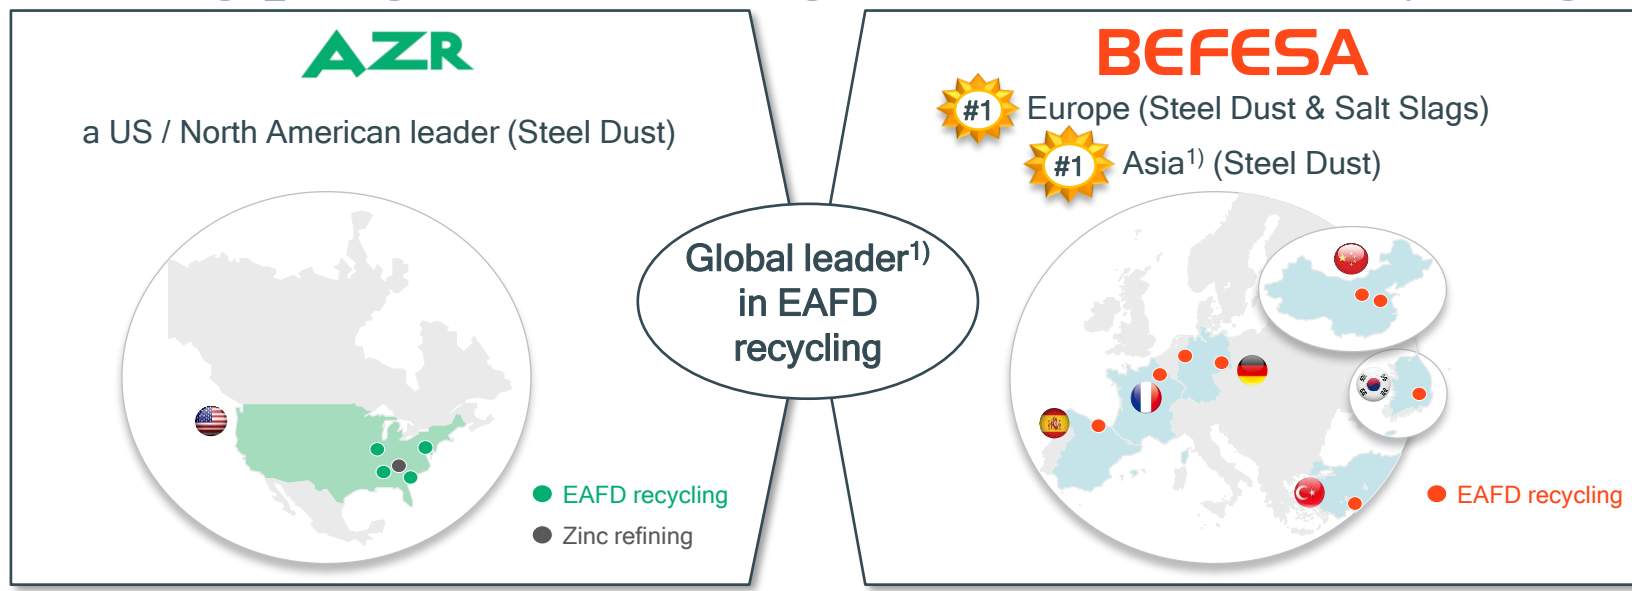 AZR
a US / North American leader (Steel Dust)
EAFD recycling
Zinc refining
Global leader1)
in EAFD
recycling
BEFESA
#1 Europe (Steel Dust & Salt Slags)
#1 Asia1) (Steel Dust)
EAFD recycling